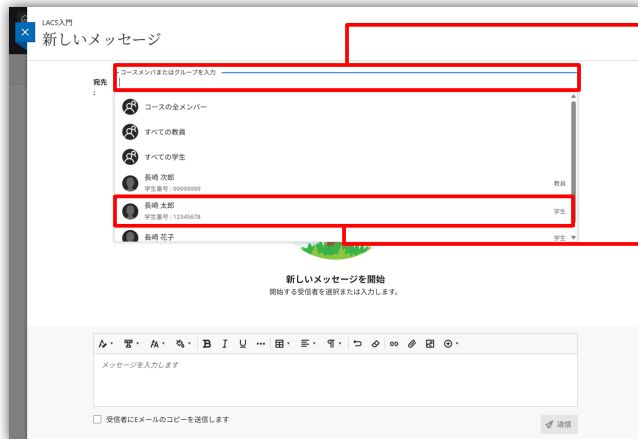 LACS入門
新しいメッセージ
コースメンバまたはグループを入力
宛先
:
コースの全メンバー
すべての教員
すべての学生
長崎 次郎
学生番号 : 99999999
教員
長崎 太郎
学生番号 : 12345678
学生
長崎 花子
学生
新しいメッセージを開始
開始する受信者を選択または入力します。
メッセージを入力します
受信者にEメールのコピーを送信します
送信